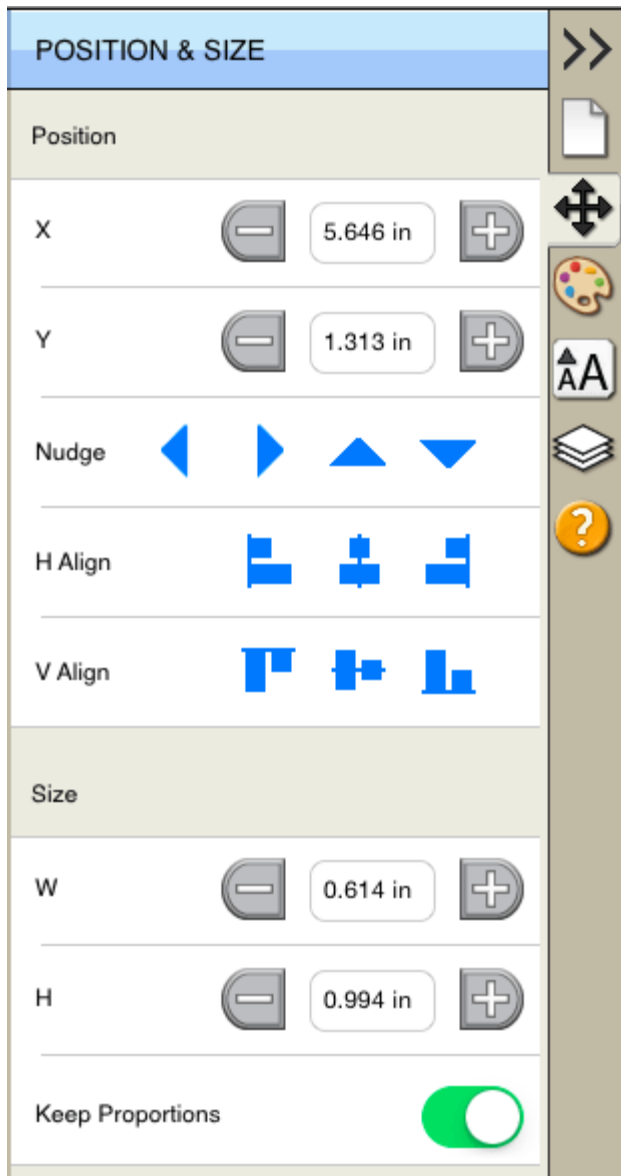 POSITION & SIZE
Position
X 5.646 in
Y 1.313 in
Nudge
H Align
V Align
Size
W 0.614 in
H 0.994 in
Keep Proportions
AA
?